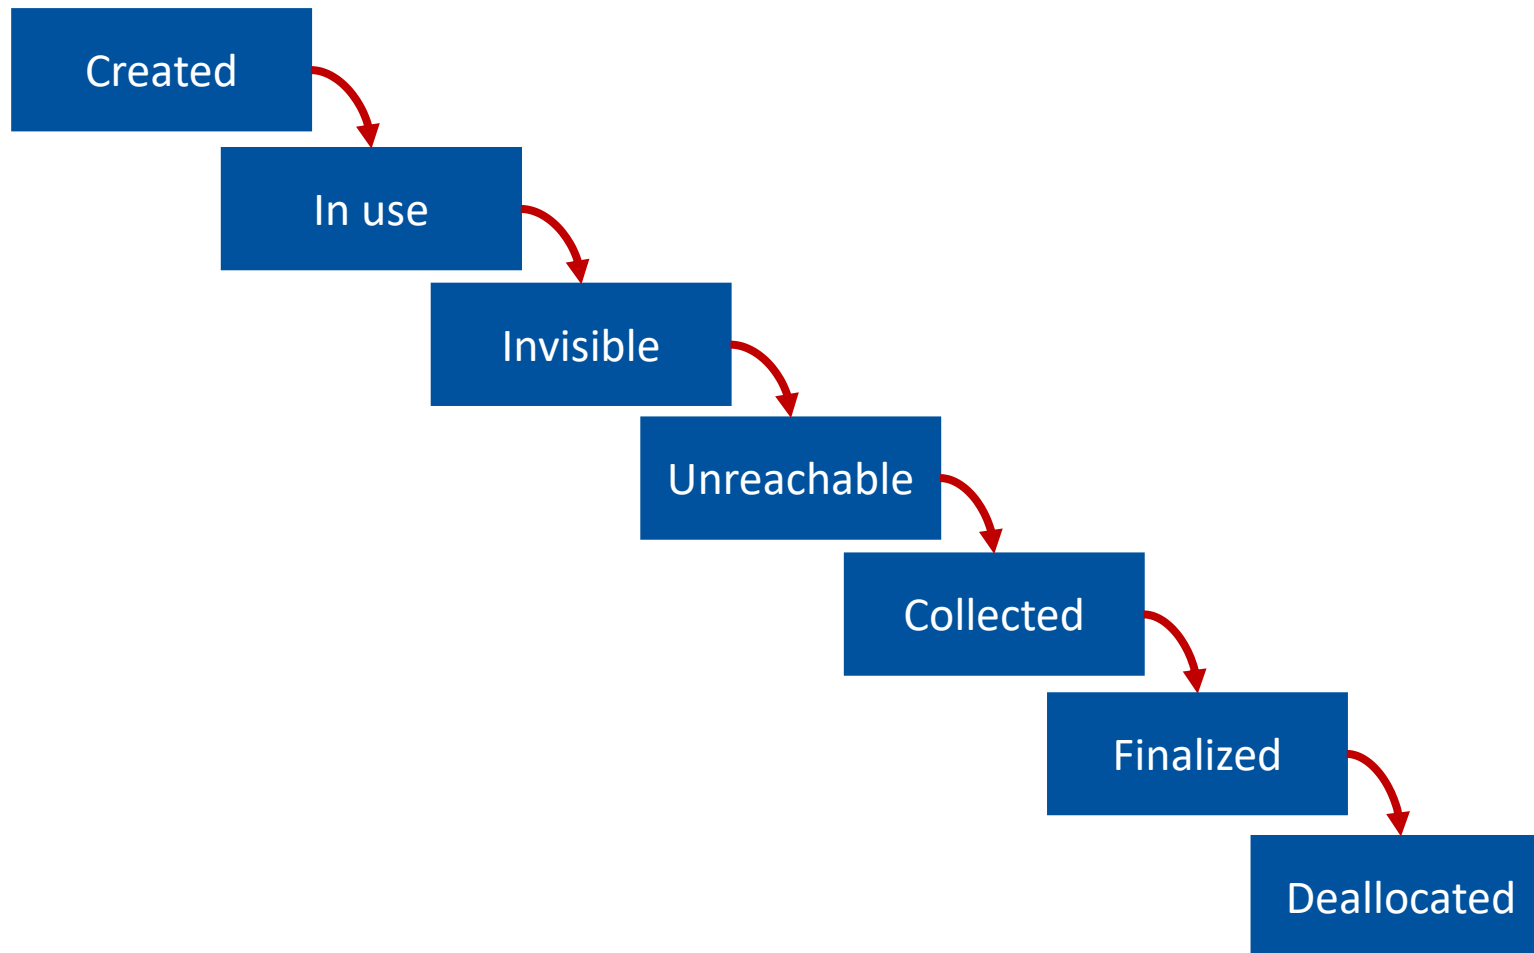 Created
In use
Invisible
Unreachable
Collected
Finalized
Deallocated